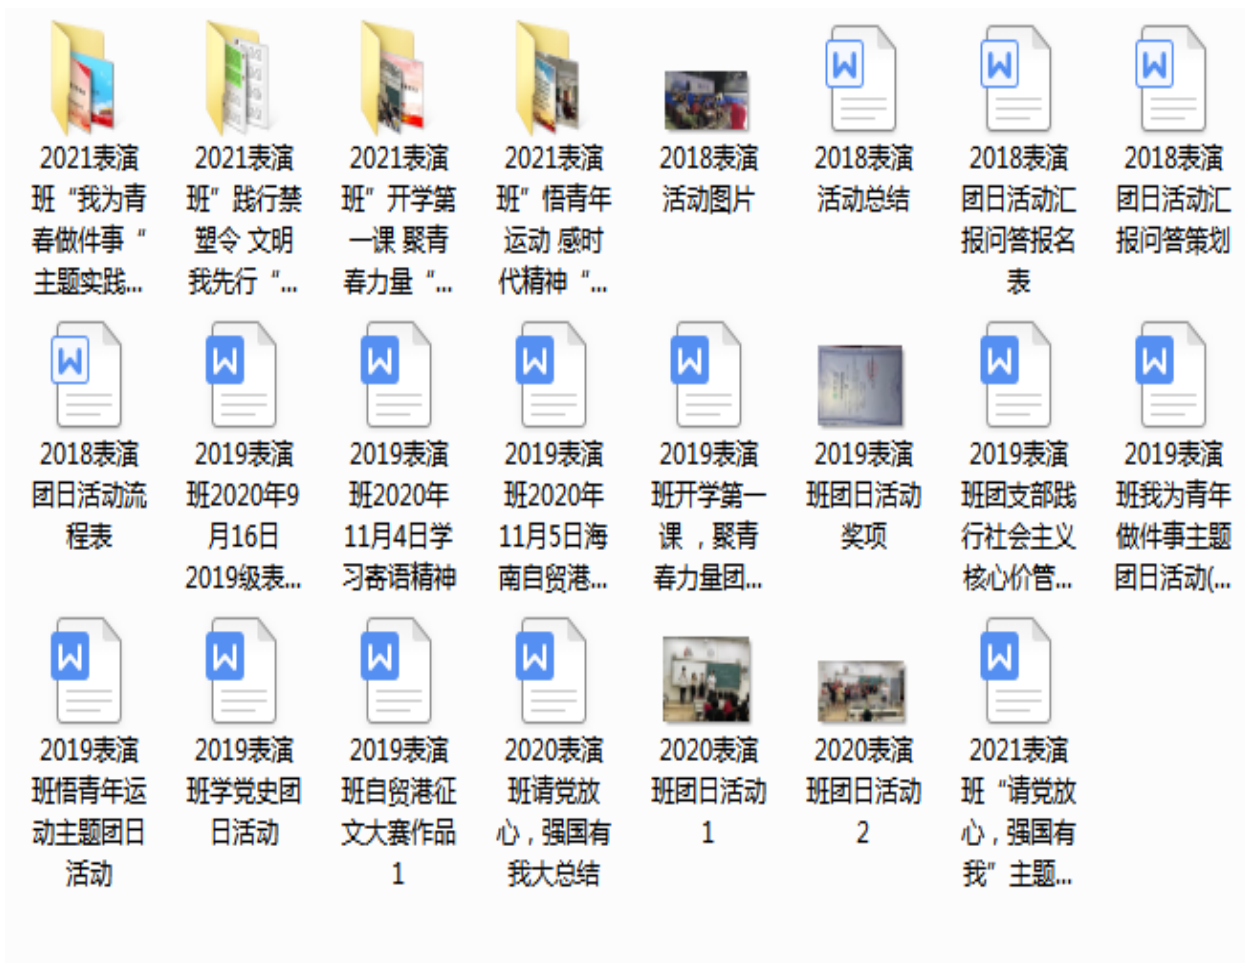 2021表演
班“我为青
春做件事“
主题实践...
2021表演
班”践行禁
塑令 文明
我先行“...
2021表演
班”开学第
一课 聚青
春力量“...
2021表演
班”悟青年
运动 感时
代精神“...
2018表演
活动图片
2018表演
活动总结
2018表演
团日活动汇
报问答报名
表
2018表演
团日活动汇
报问答策划
2018表演
团日活动流
程表
2019表演
班2020年9
月16日
2019级表...
2019表演
班2020年
11月4日学
习寄语精神
2019表演
班2020年
11月5日海
南自贸港...
2019表演
班开学第一
课，聚青
春力量团...
2019表演
班团日活动
奖项
2019表演
班团支部践
行社会主义
核心价管...
2019表演
班我为青年
做件事主题
团日活动(...
2019表演
班悟青年运
动主题团日
活动
2019表演
班学党史团
日活动
2019表演
班自贸港征
文大赛作品
1
2020表演
班请党放
心，强国有
我大总结
2020表演
班团日活动
1
2020表演
班团日活动
2
2021表演
班“请党放
心，强国有
我”主题...